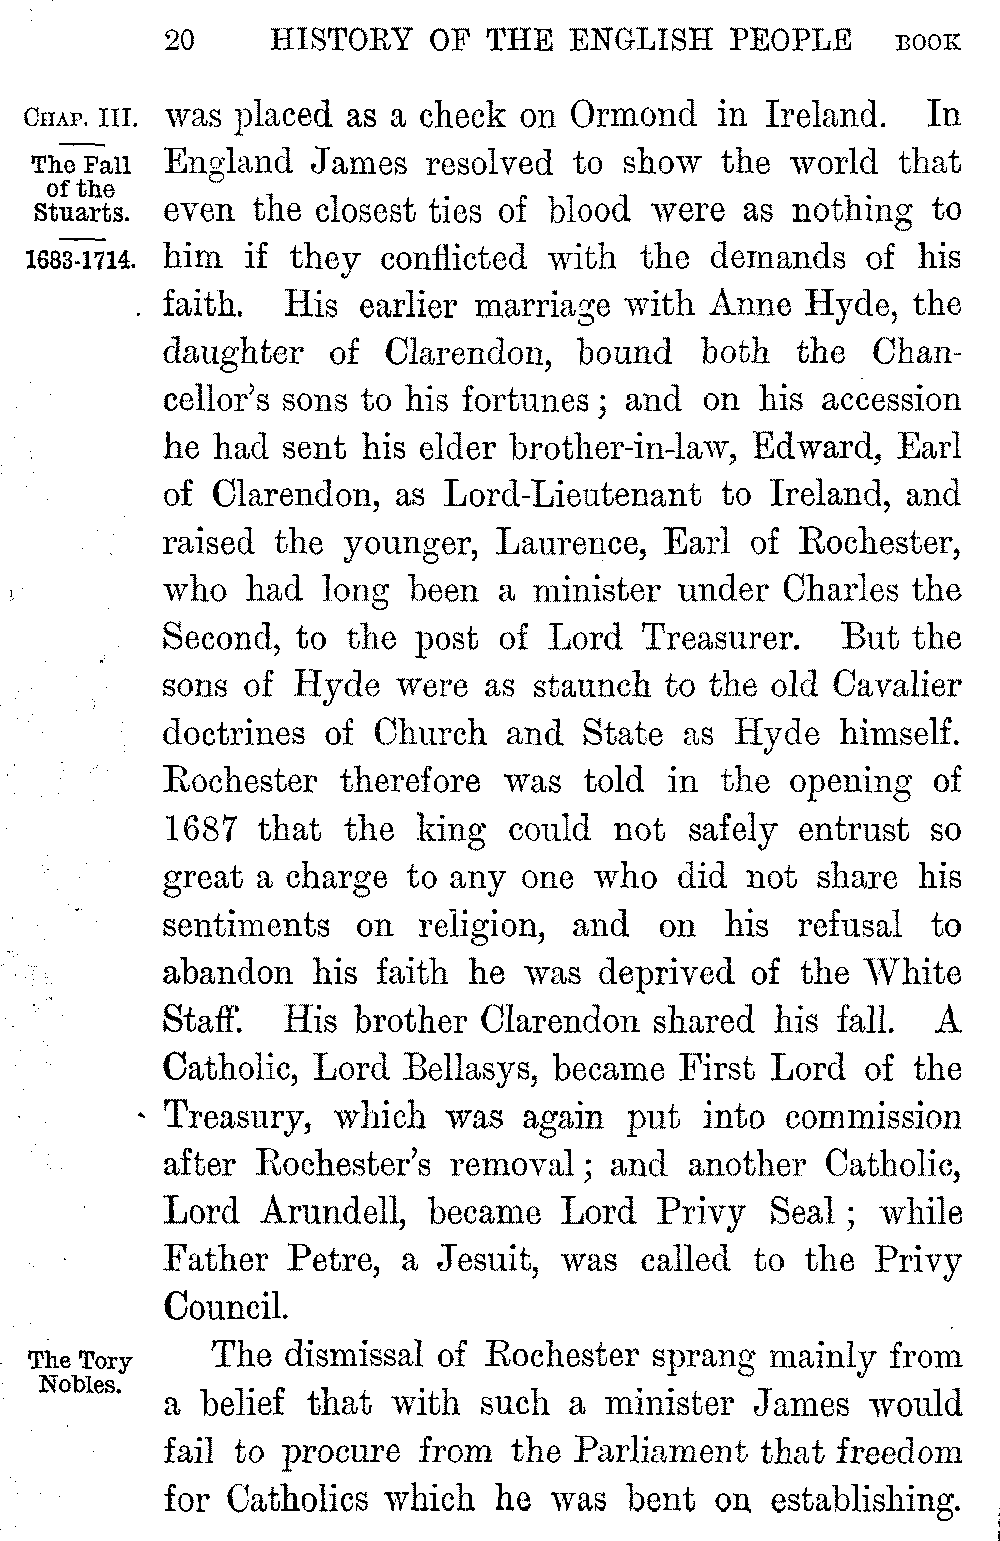 20 HISTORY OF THE ENGLISH PEOPLE BOOK
CHAP. III.
The Fall
of the
Stuarts.
1683-1714.
was placed as a check on Ormond in Ireland. In
England James resolved to show the world that
even the closest ties of blood were as nothing to
him if they conflicted with the demands of his
faith. His earlier marriage with Anne Hyde, the
daughter of Clarendon, bound both the Chan-
cellor's sons to his fortunes; and on his accession
he had sent his elder brother-in-law, Edward, Earl
of Clarendon, as Lord-Lieutenant to Ireland, and
raised the younger, Laurence, Earl of Rochester,
who had long been a minister under Charles the
Second, to the post of Lord Treasurer. But the
sons of Hyde were as staunch to the old Cavalier
doctrines of Church and State as Hyde himself.
Rochester therefore was told in the opening of
1687 that the king could not safely entrust so
great a charge to any one who did not share his
sentiments on religion, and on his refusal to
abandon his faith he was deprived of the White
Staff. His brother Clarendon shared his fall. A
Catholic, Lord Bellasys, became First Lord of the
Treasury, which was again put into commission
after Rochester's removal; and another Catholic,
Lord Arundell, became Lord Privy Seal; while
Father Petre, a Jesuit, was called to the Privy
Council.
The Tory
Nobles.
The dismissal of Rochester sprang mainly from
a belief that with such a minister James would
fail to procure from the Parliament that freedom
for Catholics which he was bent on establishing.